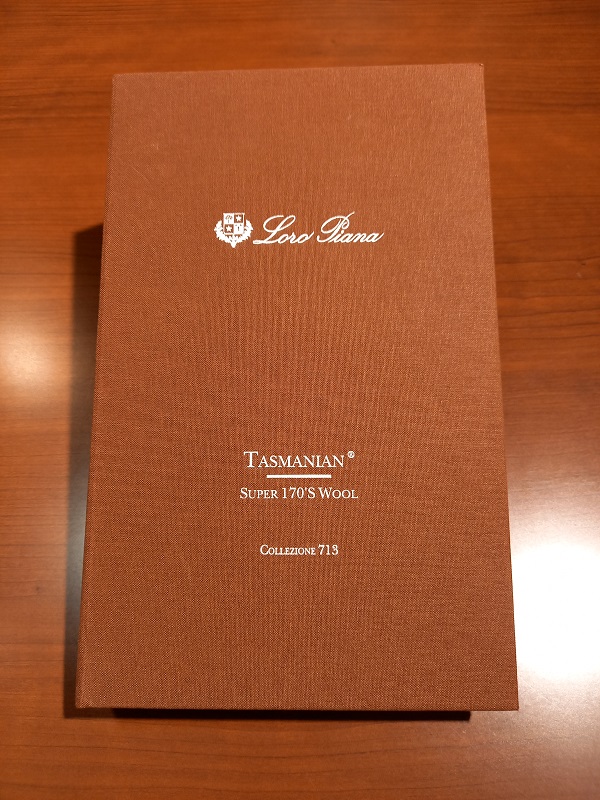 Loro Piana
TASMANIAN®
SUPER 170'S WOOL
COLLEZIONE 713